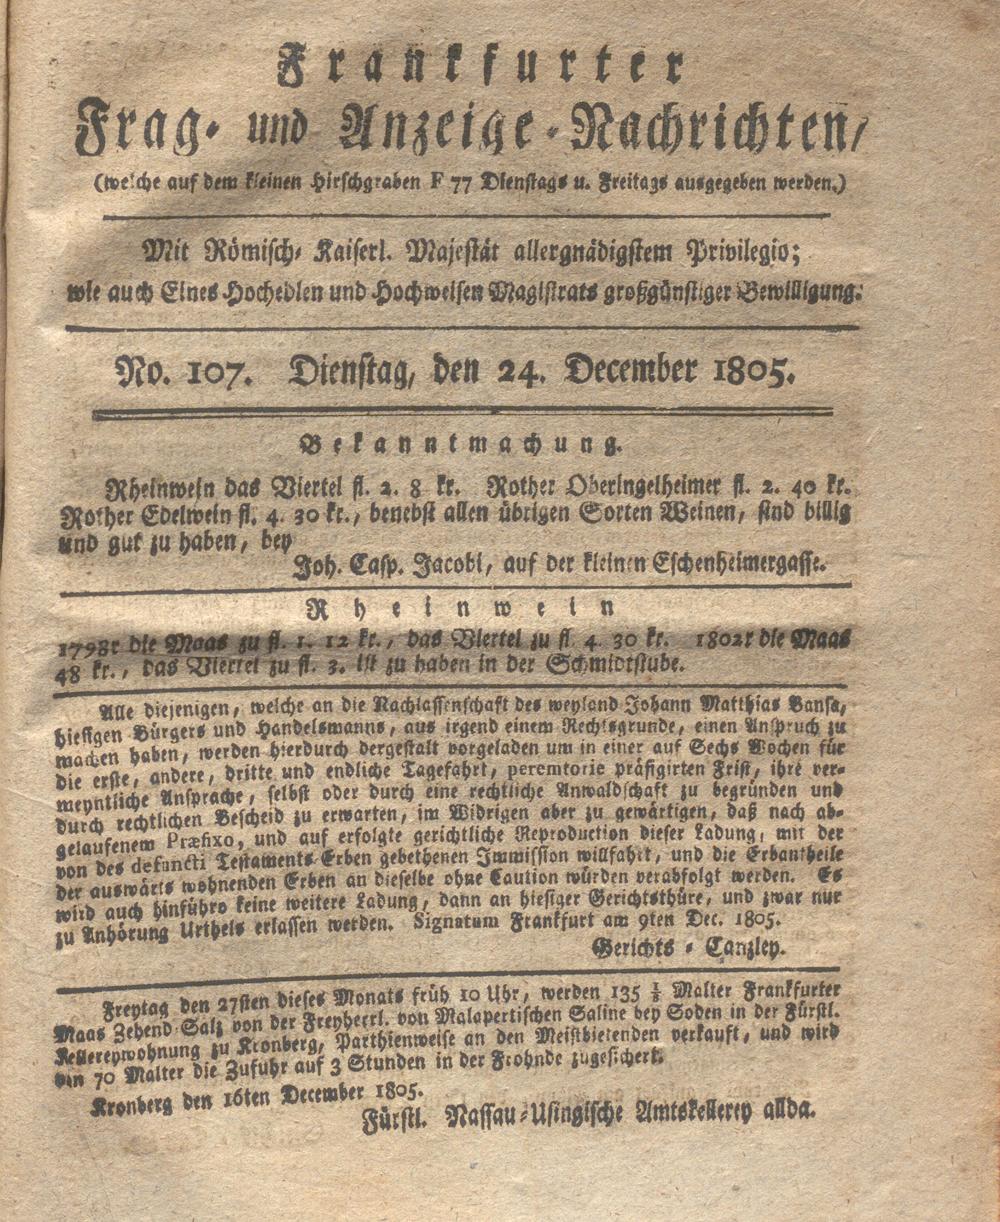 Frankfurter
Frag- und Anzeige-Nachrichten,
(welche auf dem kleinen Hirschgraben F 77 Dienstags u. Freitags ausgegeben werden.)
Mit Römisch-Kaiserl. Majestät allergnädigstem Privilegio;
wie auch Eines Hochedlen und Hochweisen Magistrats großgünstiger Bewilligung.
No. 107. Dienstag, den 24. December 1805.
Bekanntmachung.
Rheinwein das Viertel fl. 2. 8 kr. Rother Oberingelheimer fl. 2. 40 kr.
Rother Edelwein fl. 4. 30 kr., benebst allen übrigen Sorten Weinen, sind billig
und gut zu haben, bey
Joh. Casp. Jacobi, auf der kleinen Eschenheimergasse.
Rheinwein
1798r die Maas zu fl. 1. 12 kr., das Viertel zu fl. 4. 30 kr. 1802r die Maas
48 kr., das Viertel zu fl. 3. ist zu haben in der Schmidtstube.
Alle diejenigen, welche an die Nachlassenschaft des weyland Johann Matthias Bansa,
hiesigen Bürgers und Handelsmanns, aus irgend einem Rechtsgrunde, einen Anspruch zu
machen haben, werden hierdurch dergestalt vorgeladen um in einer auf Sechs Wochen für
die erste, andere, dritte und endliche Tagefahrt, peremtorie präfigirten Frist, ihre ver-
meyntliche Ansprache, selbst oder durch eine rechtliche Anwaldschaft zu begründen und
durch rechtlichen Bescheid zu erwarten, im Widrigen aber zu gewärtigen, daß nach ab-
gelaufenem Præfixo, und auf erfolgte gerichtliche Reproduction dieser Ladung, mit der
von des defuncti Testaments-Erben gebethenen Immission willfahrt, und die Erbantheile
der auswärts wohnenden Erben an dieselbe ohne Caution würden verabfolgt werden. Es
wird auch hinführo keine weitere Ladung, dann an hiesiger Gerichtsthüre, und zwar nur
zu Anhörung Urthels erlassen werden. Signatum Frankfurt am 9ten Dec. 1805.
Gerichts-Canzley.
Freytag den 27sten dieses Monats früh 10 Uhr, werden 135 ⅛ Malter Frankfurter
Maas Zehend-Salz von der Freyherrl. von Malapertischen Saline bey Soden in der Fürstl.
Kellereywohnung zu Kronberg, Parthienweise an den Meistbietenden verkauft, und wird
von 70 Malter die Zufuhr auf 3 Stunden in der Frohnde zugesichert.
Kronberg den 16ten December 1805.
Fürstl. Nassau-Usingische Amtskellerey allda.